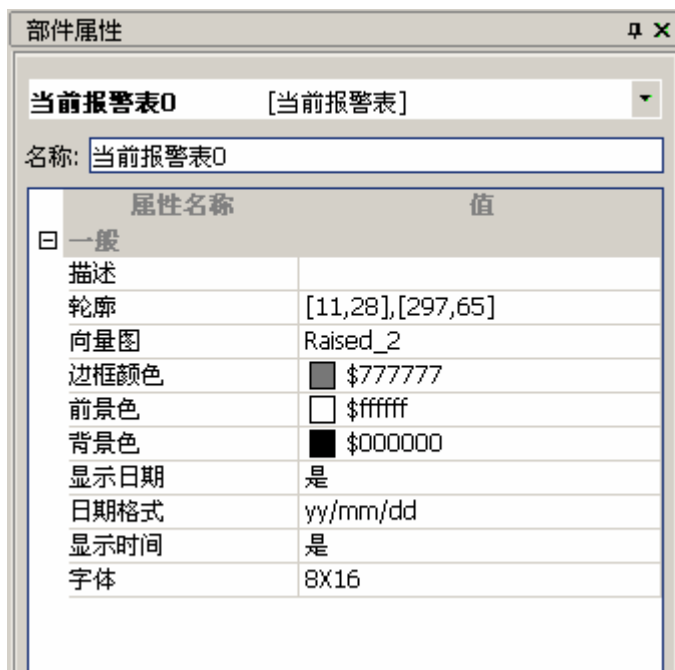 部件属性
当前报警表0 [当前报警表]
名称: 当前报警表0
属性名称 值
一般
描述
轮廓 [11,28],[297,65]
向量图 Raised_2
边框颜色 $777777
前景色 $ffffff
背景色 $000000
显示日期 是
日期格式 yy/mm/dd
显示时间 是
字体 8X16